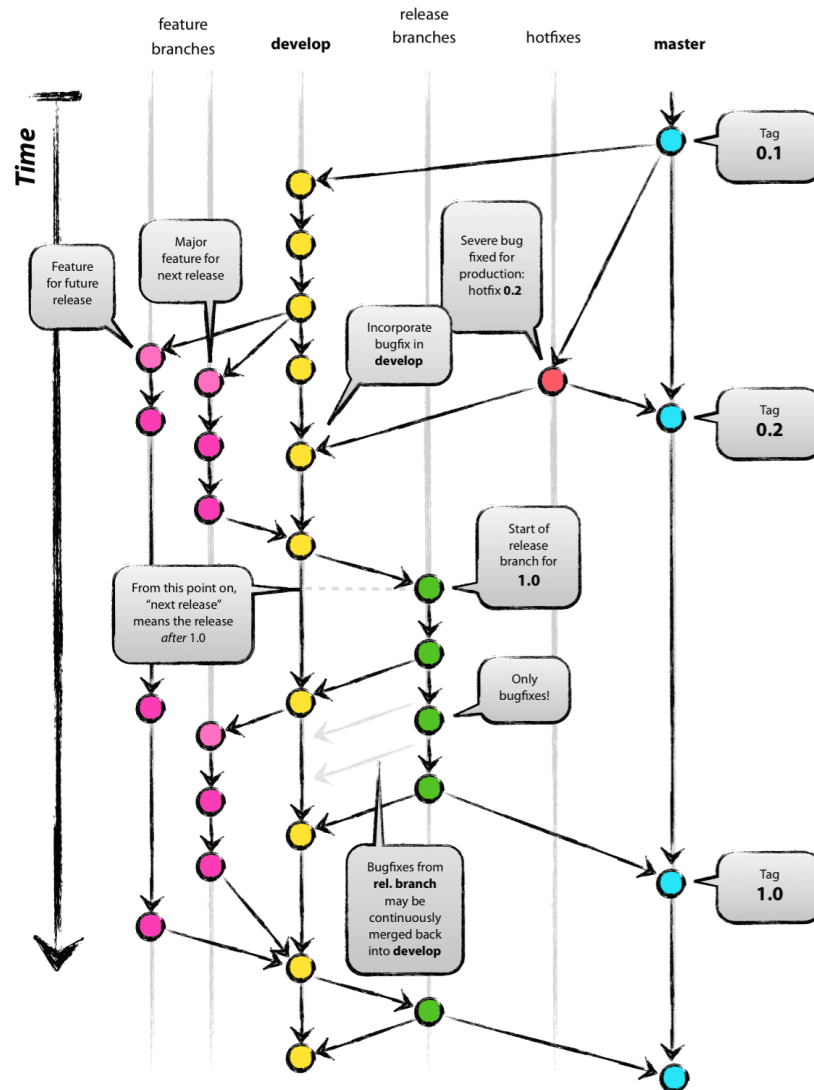 feature
branches
develop
release
branches
hotfixes
master
Time
Tag
0.1
Major
feature for
next release
Severe bug
fixed for
production:
hotfix 0.2
Feature
for future
release
Incorporate
bugfix in
develop
Tag
0.2
Start of
release
branch for
1.0
From this point on,
“next release”
means the release
after 1.0
Only
bugfixes!
Bugfixes from
rel. branch
may be
continuously
merged back
into develop
Tag
1.0